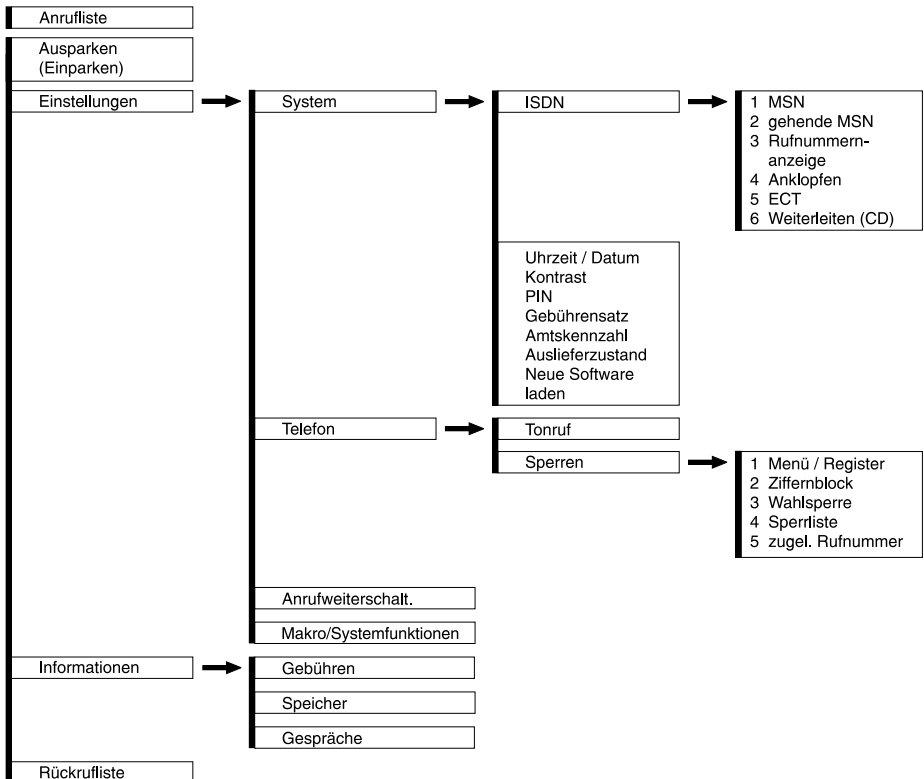 Anrufliste
Ausparken
(Einparken)
Einstellungen
System
ISDN
1 MSN
2 gehende MSN
3 Rufnummern-
anzeige
4 Anklopfen
5 ECT
6 Weiterleiten (CD)
Uhrzeit / Datum
Kontrast
PIN
Gebührensatz
Amtskennzahl
Auslieferzustand
Neue Software
laden
Telefon
Tonruf
Sperren
1 Menü / Register
2 Ziffernblock
3 Wahlsperre
4 Sperrliste
5 zugel. Rufnummer
Anrufweiterschalt.
Makro/Systemfunktionen
Informationen
Gebühren
Speicher
Gespräche
Rückrufliste